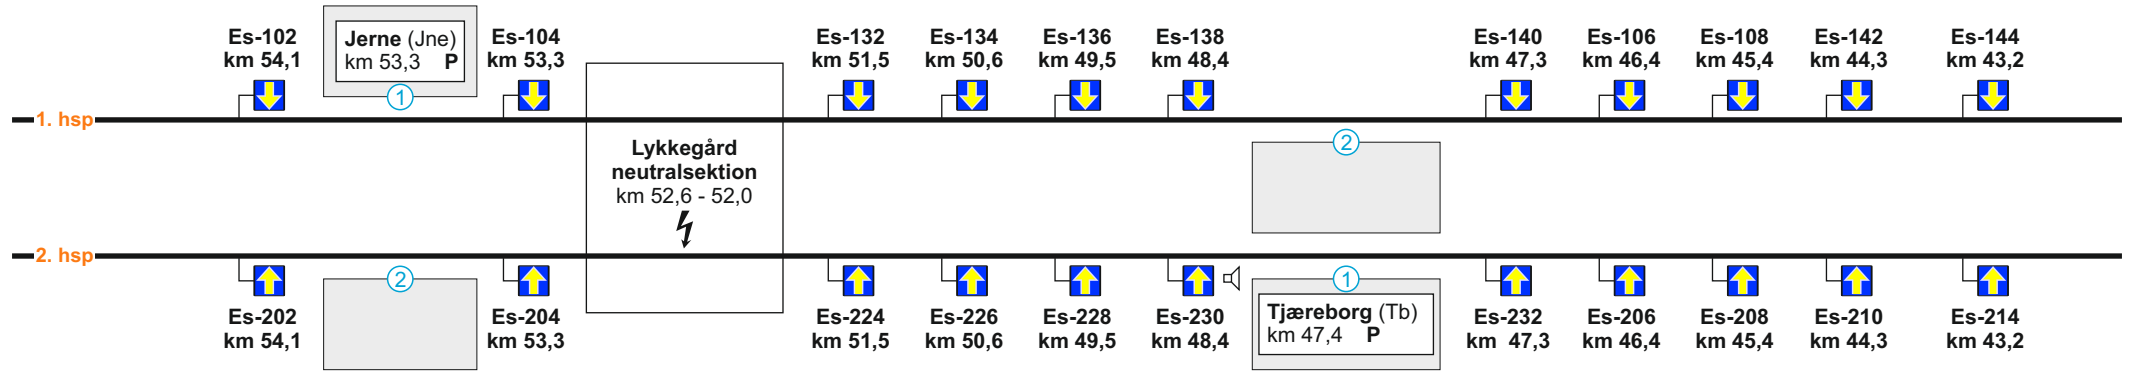 Es-102
km 54,1
Jerne (Jne)
km 53,3 P
1
Es-104
km 53,3
Es-132
km 51,5
Es-134
km 50,6
Es-136
km 49,5
Es-138
km 48,4
Es-140
km 47,3
Es-106
km 46,4
Es-108
km 45,4
Es-142
km 44,3
Es-144
km 43,2
1. hsp
Lykkegård
neutralsektion
km 52,6 - 52,0
2
2. hsp
2
Es-202
km 54,1
Es-204
km 53,3
Es-224
km 51,5
Es-226
km 50,6
Es-228
km 49,5
Es-230
km 48,4
1
Tjæreborg (Tb)
km 47,4 P
Es-232
km 47,3
Es-206
km 46,4
Es-208
km 45,4
Es-210
km 44,3
Es-214
km 43,2